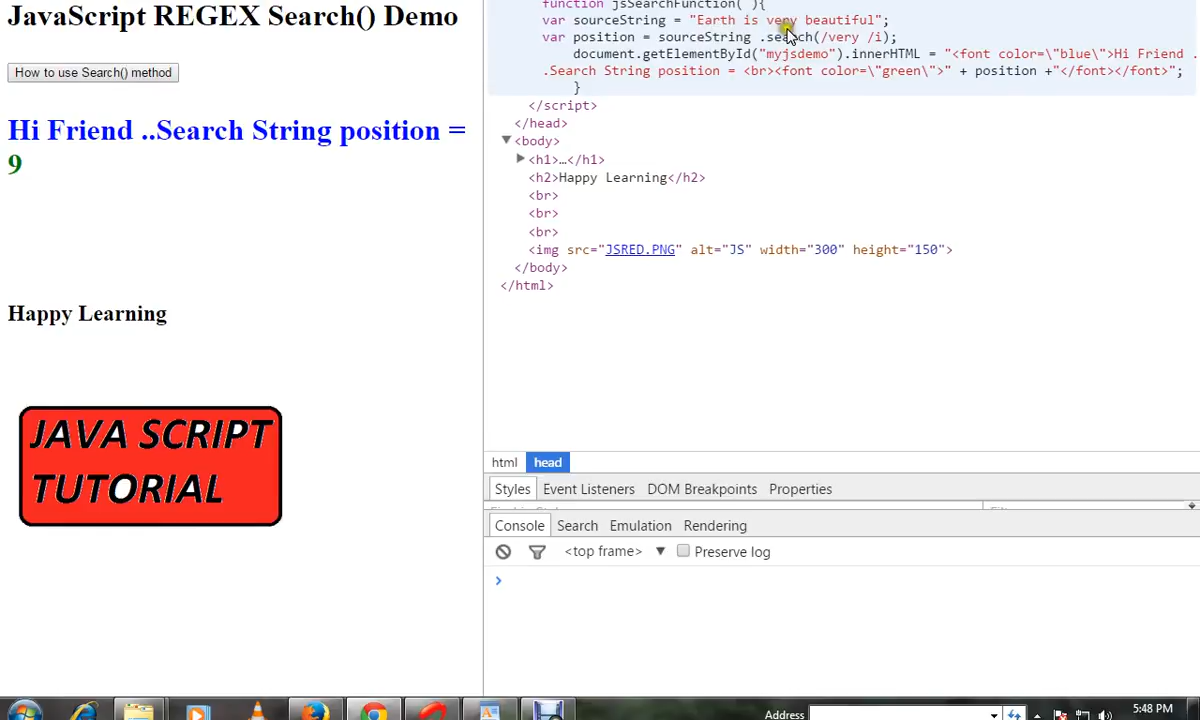 JavaScript REGEX Search() Demo
How to use Search() method
Hi Friend ..Search String position =
9
Happy Learning
JAVA SCRIPT
TUTORIAL
function jsSearchFunction( ){
var sourceString = "Earth is very beautiful";
var position = sourceString .search(/very /i);
document.getElementById("myjsdemo").innerHTML = "<font color=\"blue\">Hi Friend .
.Search String position = <br><font color=\"green\">" + position +"</font></font>";
}
</script>
</head>
▼<body>
▶<h1>…</h1>
<h2>Happy Learning</h2>
<br>
<br>
<br>
<img src="JSRED.PNG" alt="JS" width="300" height="150">
</body>
</html>
html head
Styles Event Listeners DOM Breakpoints Properties
Console Search Emulation Rendering
<top frame> ▼ Preserve log
>
Address
5:48 PM